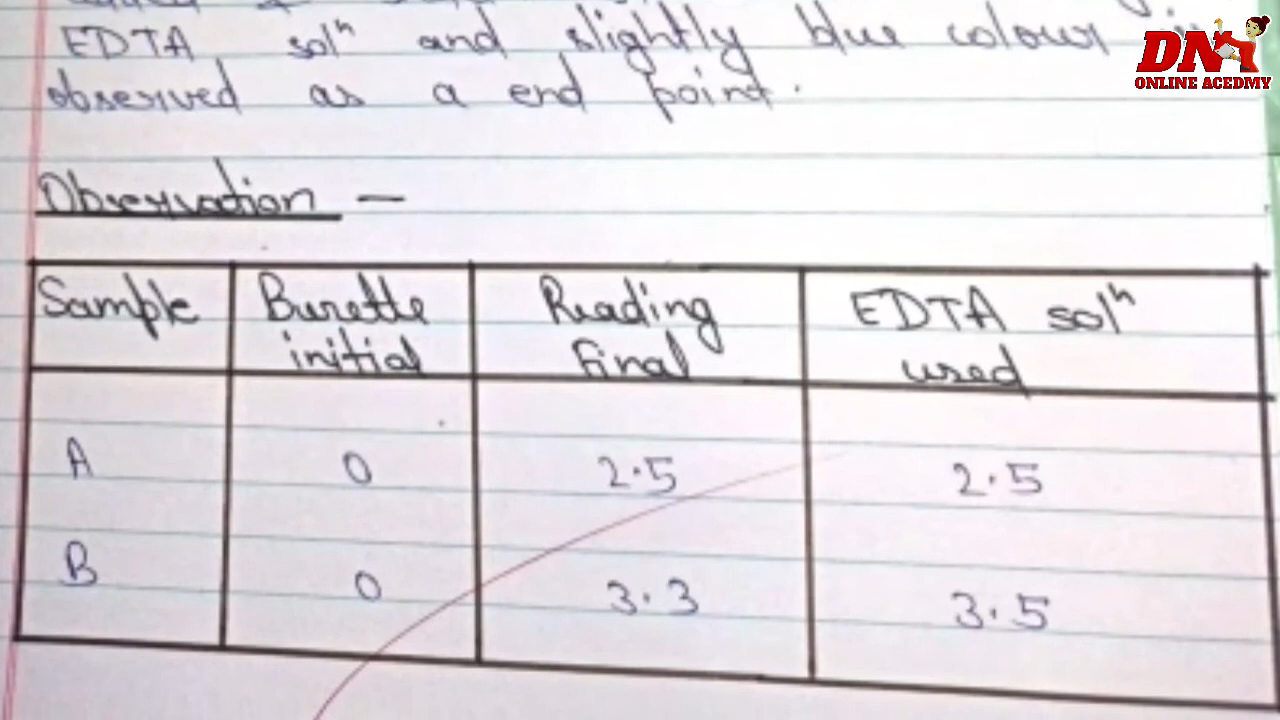 EDTA solⁿ and slightly blue colour
observed as a end point.
DN
ONLINE ACEDMY
Observation —
Sample Burette initial Reading final EDTA solⁿ used
A 0 2.5 2.5
B 0 3.3 3.5